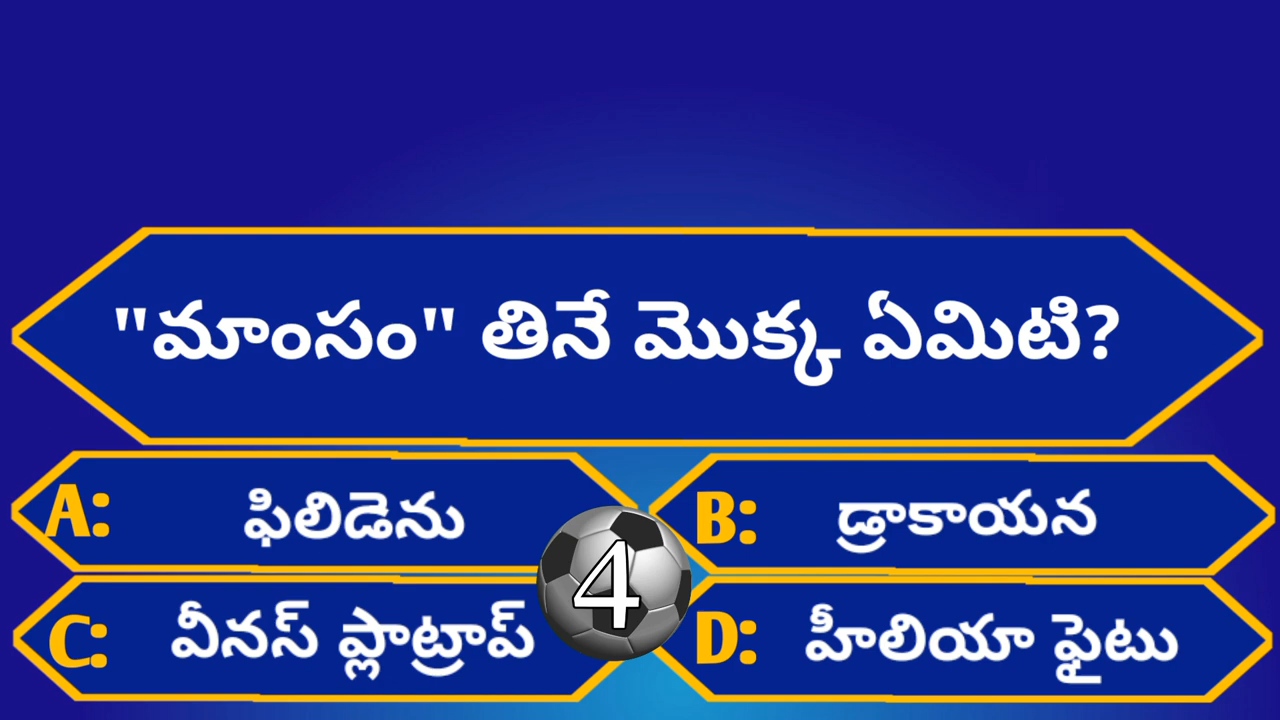 "మాంసం" తినే మొక్క ఏమిటి?
A: ఫిలిడెను
B: డ్రాకాయన
4
C: వీనస్ ప్లాట్రాప్
D: హీలియా ఫైటు